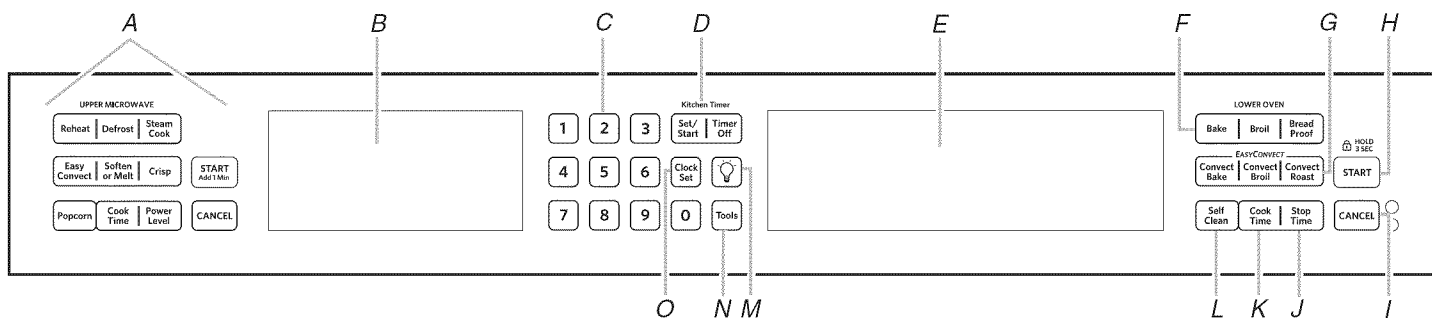 A B C D E F G H
UPPER MICROWAVE
Reheat Defrost Steam Cook
Easy Convect Soften or Melt Crisp START Add 1 Min
Popcorn Cook Time Power Level CANCEL
Kitchen Timer
1 2 3 Set/ Start Timer Off
4 5 6 Clock Set
7 8 9 0 Tools
LOWER OVEN
Bake Broil Bread Proof
EASYCONVECT HOLD 3 SEC
Convect Bake Convect Broil Convect Roast START
Self Clean Cook Time Stop Time CANCEL
O N M L K J I